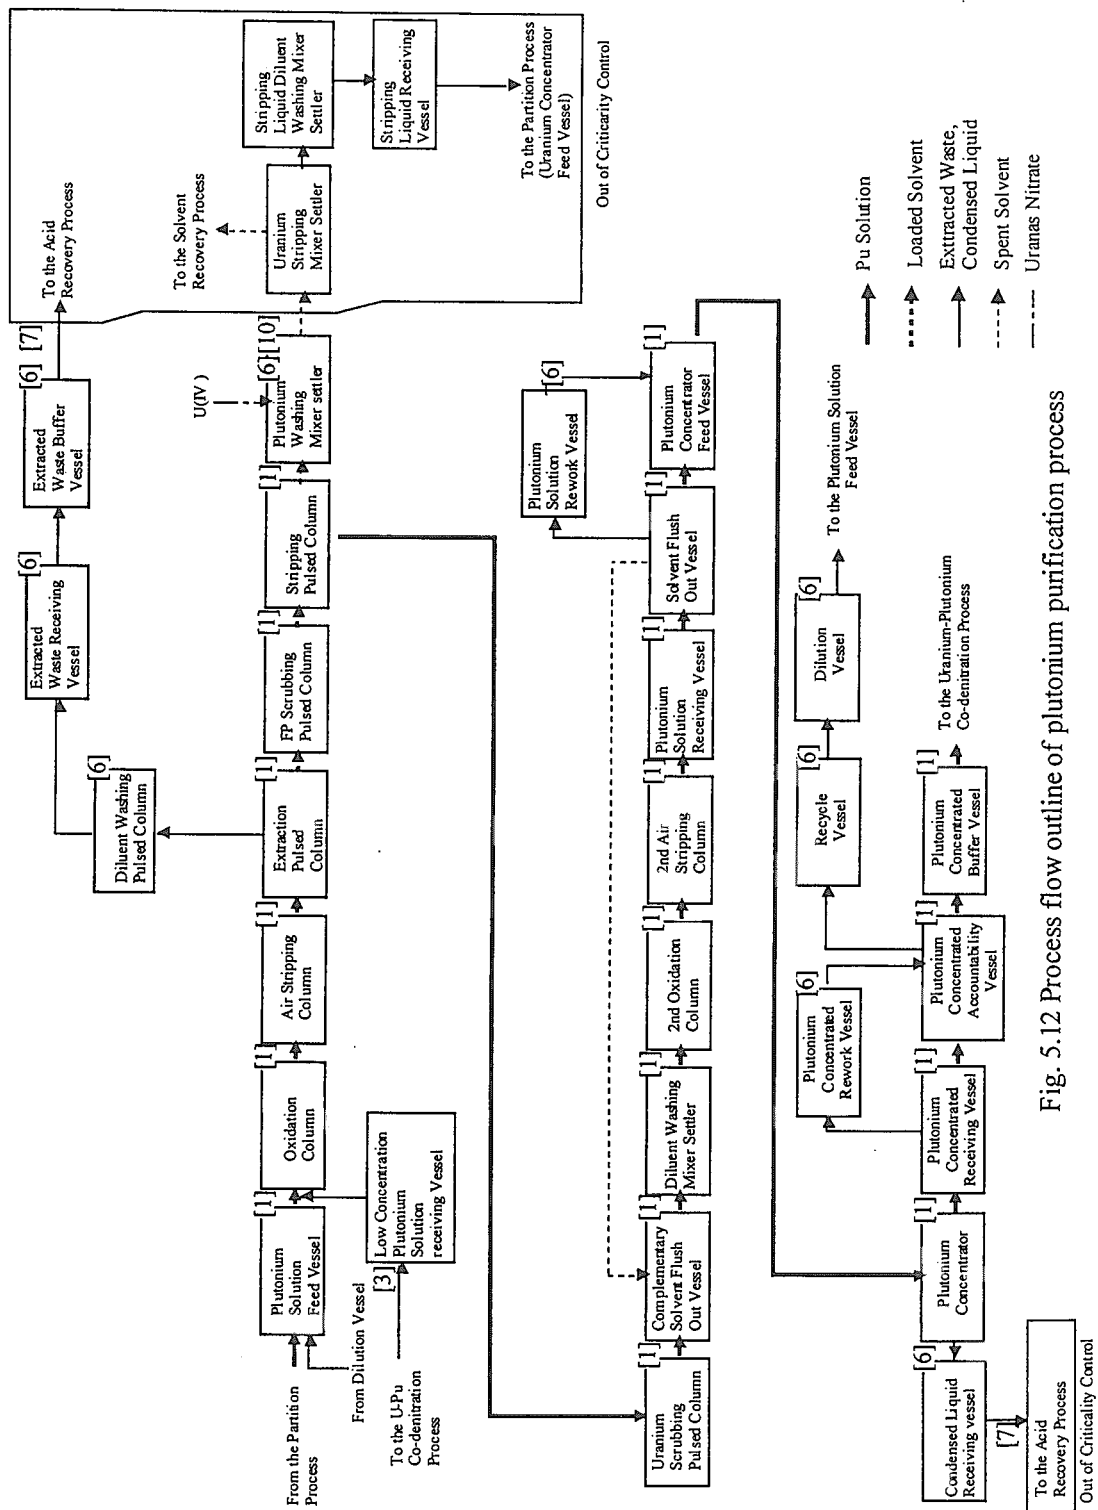 From the Partition
Process
From Dilution Vessel
To the U-Pu
Co-denitration
Process
[3]
Plutonium
Solution
Feed Vessel
[1]
Low Concentration
Plutonium
Solution
receiving Vessel
Oxidation
Column
[1]
Air Stripping
Column
[1]
Extraction
Pulsed
Column
[1]
Diluent Washing
Pulsed Column
[6]
Extracted
Waste Receiving
Vessel
[6]
Extracted
Waste Buffer
Vessel
[6]
[7]
To the Acid
Recovery Process
FP Scrubbing
Pulsed Column
[1]
Stripping
Pulsed Column
[1]
U(IV)
Plutonium
Washing
Mixer settler
[6]-[10]
To the Solvent
Recovery Process
Uranium
Stripping
Mixer Settler
Stripping
Liquid Diluent
Washing Mixer
Settler
Stripping
Liquid Receiving
Vessel
To the Partition Process
(Uranium Concentrator
Feed Vessel)
Out of Criticarity Control
Uranium
Scrubbing
Pulsed Column
[1]
Complementary
Solvent Flush
Out Vessel
[1]
Diluent Washing
Mixer Settler
[1]
2nd Oxidation
Column
[1]
2nd Air
Stripping
Column
[1]
Plutonium
Solution
Receiving Vessel
[1]
Solvent Flush
Out Vessel
[1]
Plutonium
Solution
Rework Vessel
[6]
Plutonium
Concentrator
Feed Vessel
[1]
To the Acid
Recovery Process
Out of Criticality Control
[7]
Condensed Liquid
Receiving vessel
[6]
Plutonium
Concentrator
[1]
Plutonium
Concentrated
Receiving Vessel
[1]
Plutonium
Concentrated
Rework Vessel
[6]
Plutonium
Concentrated
Accountability
Vessel
[1]
Plutonium
Concentrated
Buffer Vessel
[1]
To the Uranium-Plutonium
Co-denitration Process
Recycle
Vessel
[6]
Dilution
Vessel
[6]
To the Plutonium Solution
Feed Vessel
Pu Solution
Loaded Solvent
Extracted Waste,
Condensed Liquid
Spent Solvent
Uranas Nitrate
Fig. 5.12 Process flow outline of plutonium purification process